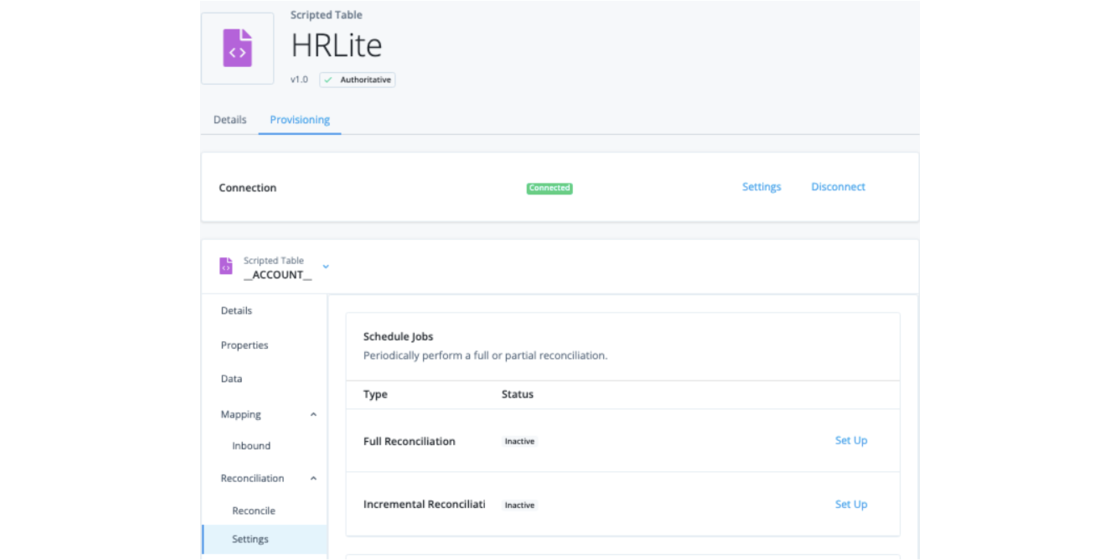 Scripted Table
HRLite
v1.0 Authoritative
Details Provisioning
Connection Connected Settings Disconnect
Scripted Table
__ACCOUNT__
Details
Properties
Data
Mapping
Inbound
Reconciliation
Reconcile
Settings
Schedule Jobs
Periodically perform a full or partial reconciliation.
Type Status
Full Reconciliation Inactive Set Up
Incremental Reconciliati Inactive Set Up